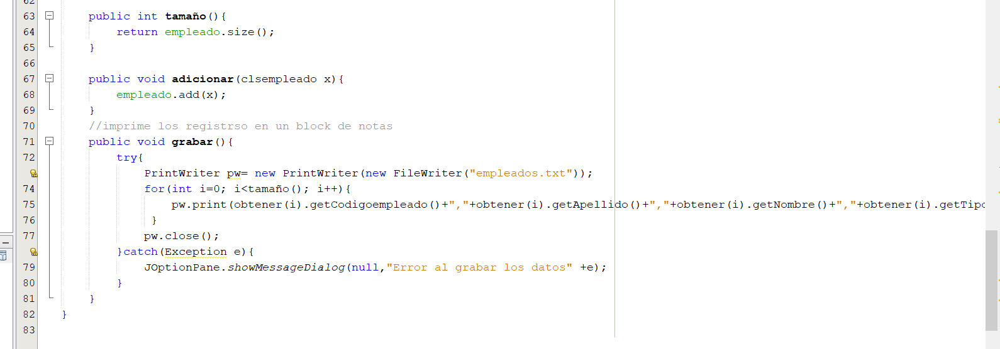 62
63 public int tamaño(){
64 return empleado.size();
65 }
66
67 public void adicionar(clsempleado x){
68 empleado.add(x);
69 }
70 //imprime los registrso en un block de notas
71 public void grabar(){
72 try{
PrintWriter pw= new PrintWriter(new FileWriter("empleados.txt"));
74 for(int i=0; i<tamaño(); i++){
75 pw.print(obtener(i).getCodigoempleado()+","+obtener(i).getApellido()+","+obtener(i).getNombre()+","+obtener(i).getTipo
76 }
77 pw.close();
}catch(Exception e){
79 JOptionPane.showMessageDialog(null,"Error al grabar los datos" +e);
80 }
81 }
82 }
83